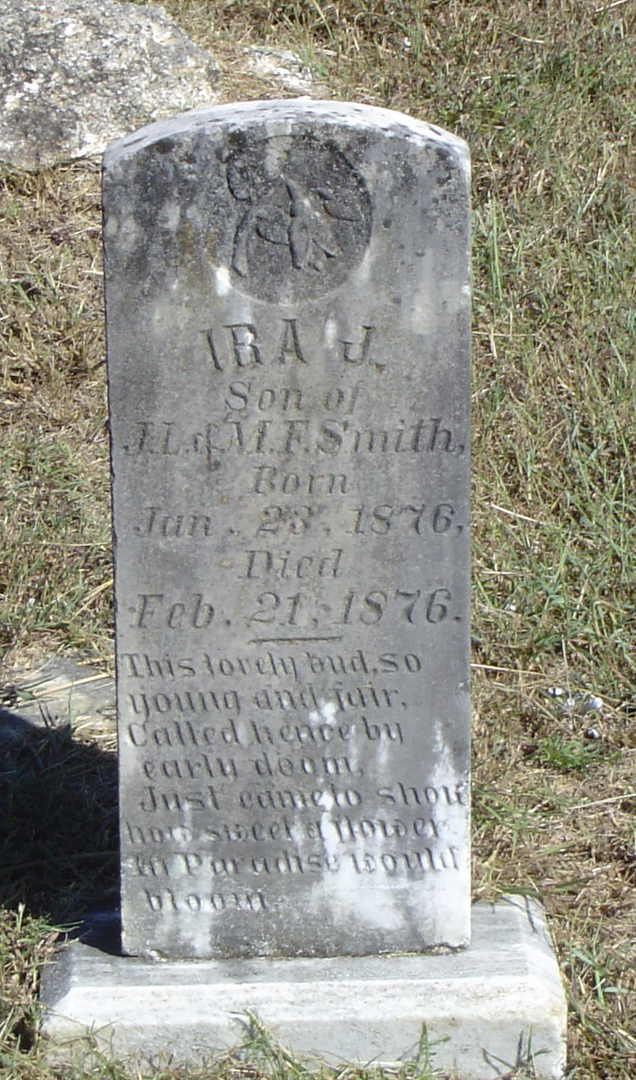 IRA J.
Son of
J.L. & M.F. Smith,
Born
Jan. 23, 1876,
Died
Feb. 21, 1876.
This lovely bud, so
young and fair,
Called hence by
early doom,
Just came to show
how sweet a flower
In Paradise would
bloom.